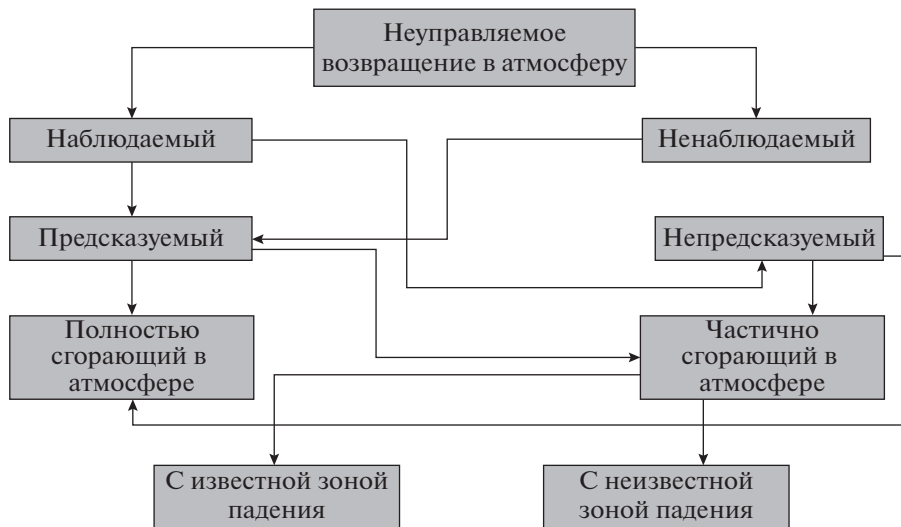 Неуправляемое
возвращение в атмосферу
Наблюдаемый
Ненаблюдаемый
Предсказуемый
Непредсказуемый
Полностью
сгорающий в
атмосфере
Частично
сгорающий в
атмосфере
С известной зоной
падения
С неизвестной
зоной падения